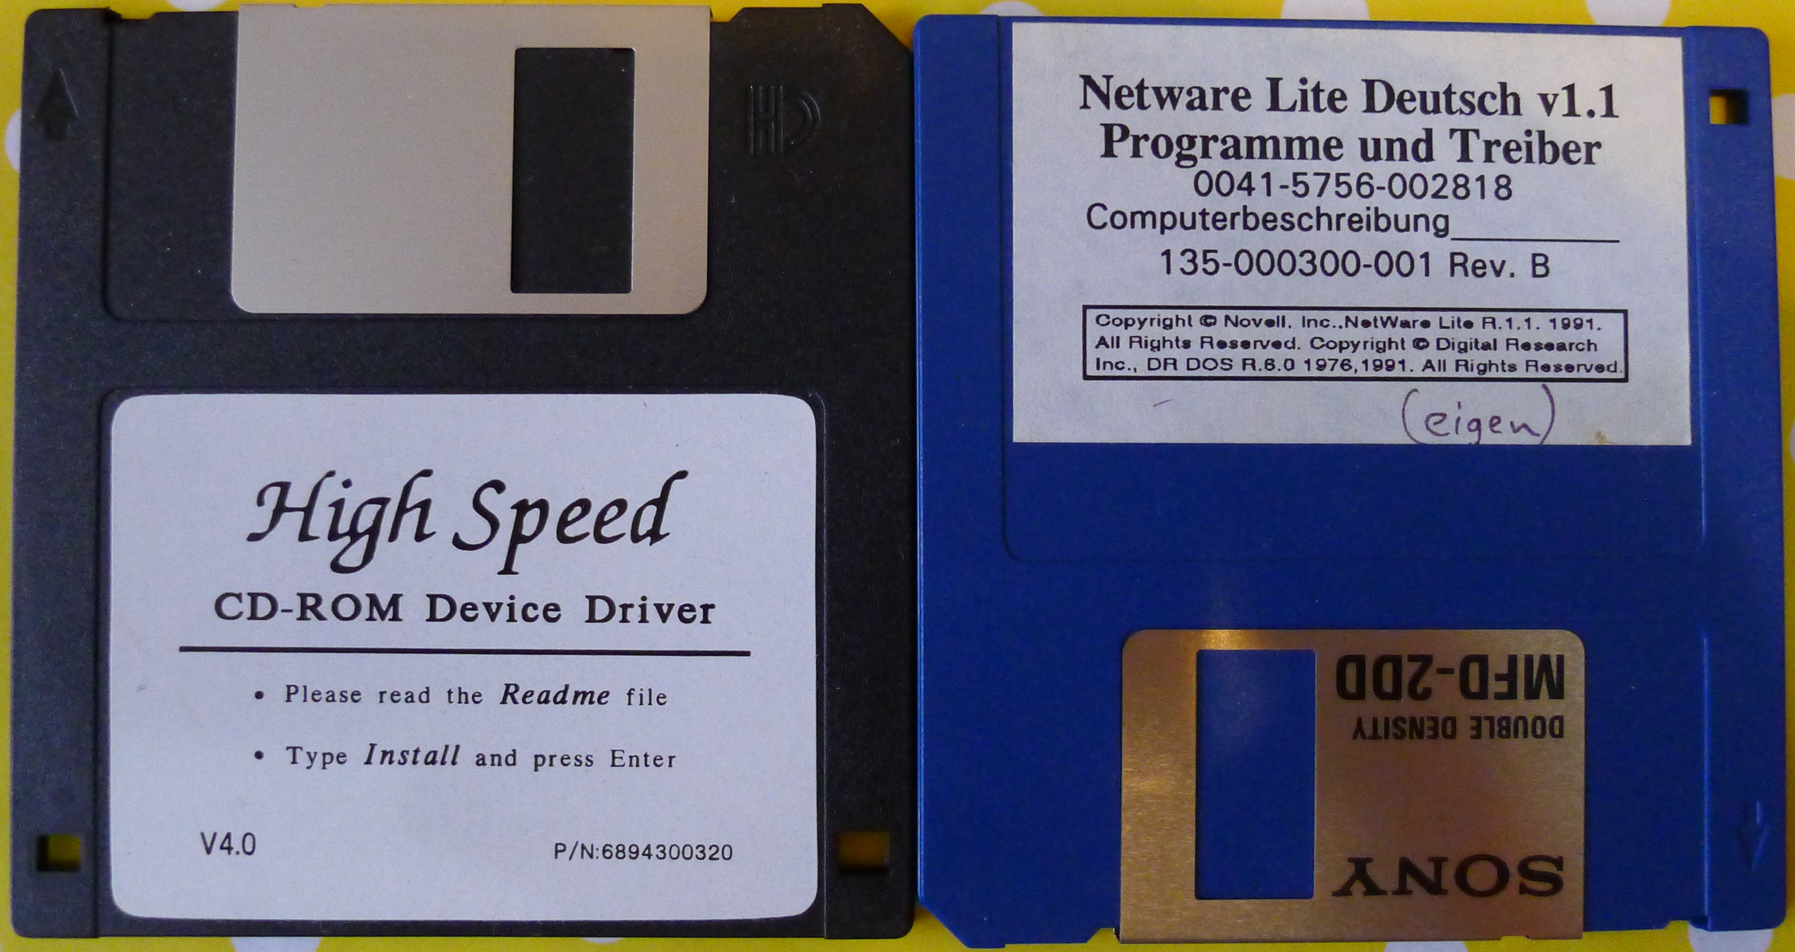 HD
High Speed
CD-ROM Device Driver
• Please read the Readme file
• Type Install and press Enter
V4.0
P/N:6894300320
Netware Lite Deutsch v1.1
Programme und Treiber
0041-5756-002818
Computerbeschreibung_________
135-000300-001 Rev. B
Copyright © Novell, Inc.,NetWare Lite R.1.1. 1991.
All Rights Reserved. Copyright © Digital Research
Inc., DR DOS R.6.0 1976,1991. All Rights Reserved.
(eigen)
SONY
DOUBLE DENSITY
MFD-2DD